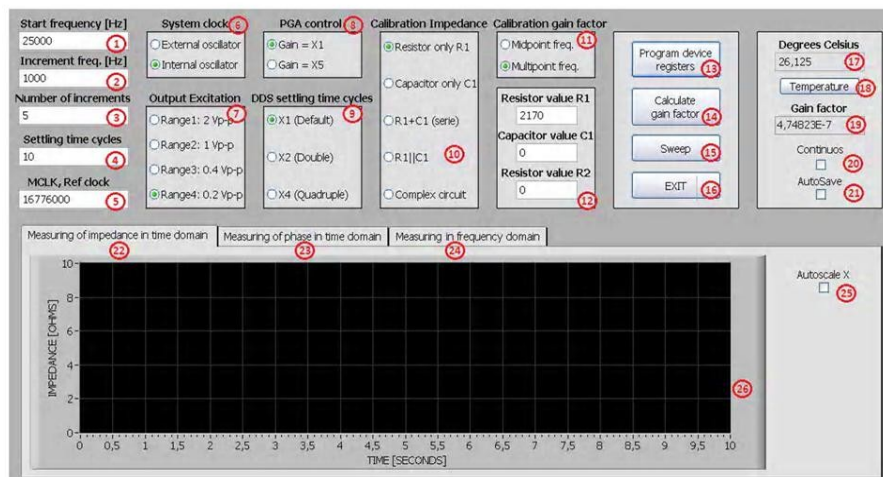 Start frequency [Hz]
25000
1
Increment freq. [Hz]
1000
2
Number of increments
5
3
Settling time cycles
10
4
MCLK, Ref clock
16776000
5
System clock 6
External oscilator
Internal oscilator
Output Excitation 7
Range1: 2 Vp-p
Range2: 1 Vp-p
Range3: 0.4 Vp-p
Range4: 0.2 Vp-p
PGA control 8
Gain = X1
Gain = X5
DDS settling time cycles
X1 (Default) 9
X2 (Double)
X4 (Quadruple)
Calibration Impedance
Resistor only R1
Capacitor only C1
R1+C1 (serie)
R1||C1 10
Complex circuit
Calibration gain factor
Midpoint freq. 11
Multipoint freq.
Resistor value R1
2170
Capacitor value C1
0
Resistor value R2
0
12
Program device
registers 13
Calculate
gain factor 14
Sweep 15
EXIT 16
Degrees Celsius
26,125 17
Temperature 18
Gain factor
4,74823E-7 19
Continuos
20
AutoSave
21
Measuring of impedance in time domain
22
Measuring of phase in time domain
23
Measuring in frequency domain
24
Autoscale X
25
IMPEDANCE [OHMS]
10
8
6
4
2
0
26
0 0,5 1 1,5 2 2,5 3 3,5 4 4,5 5 5,5 6 6,5 7 7,5 8 8,5 9 9,5 10
TIME [SECONDS]